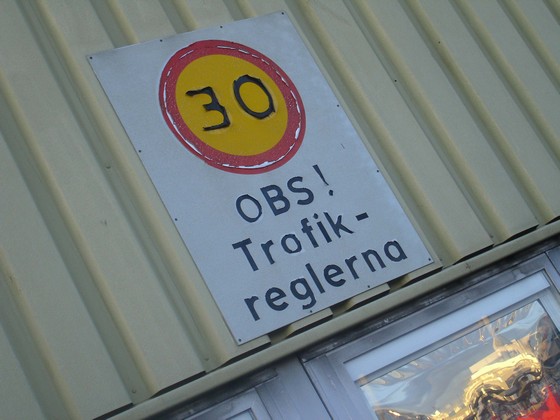 30
OBS!
Trafik-
reglerna